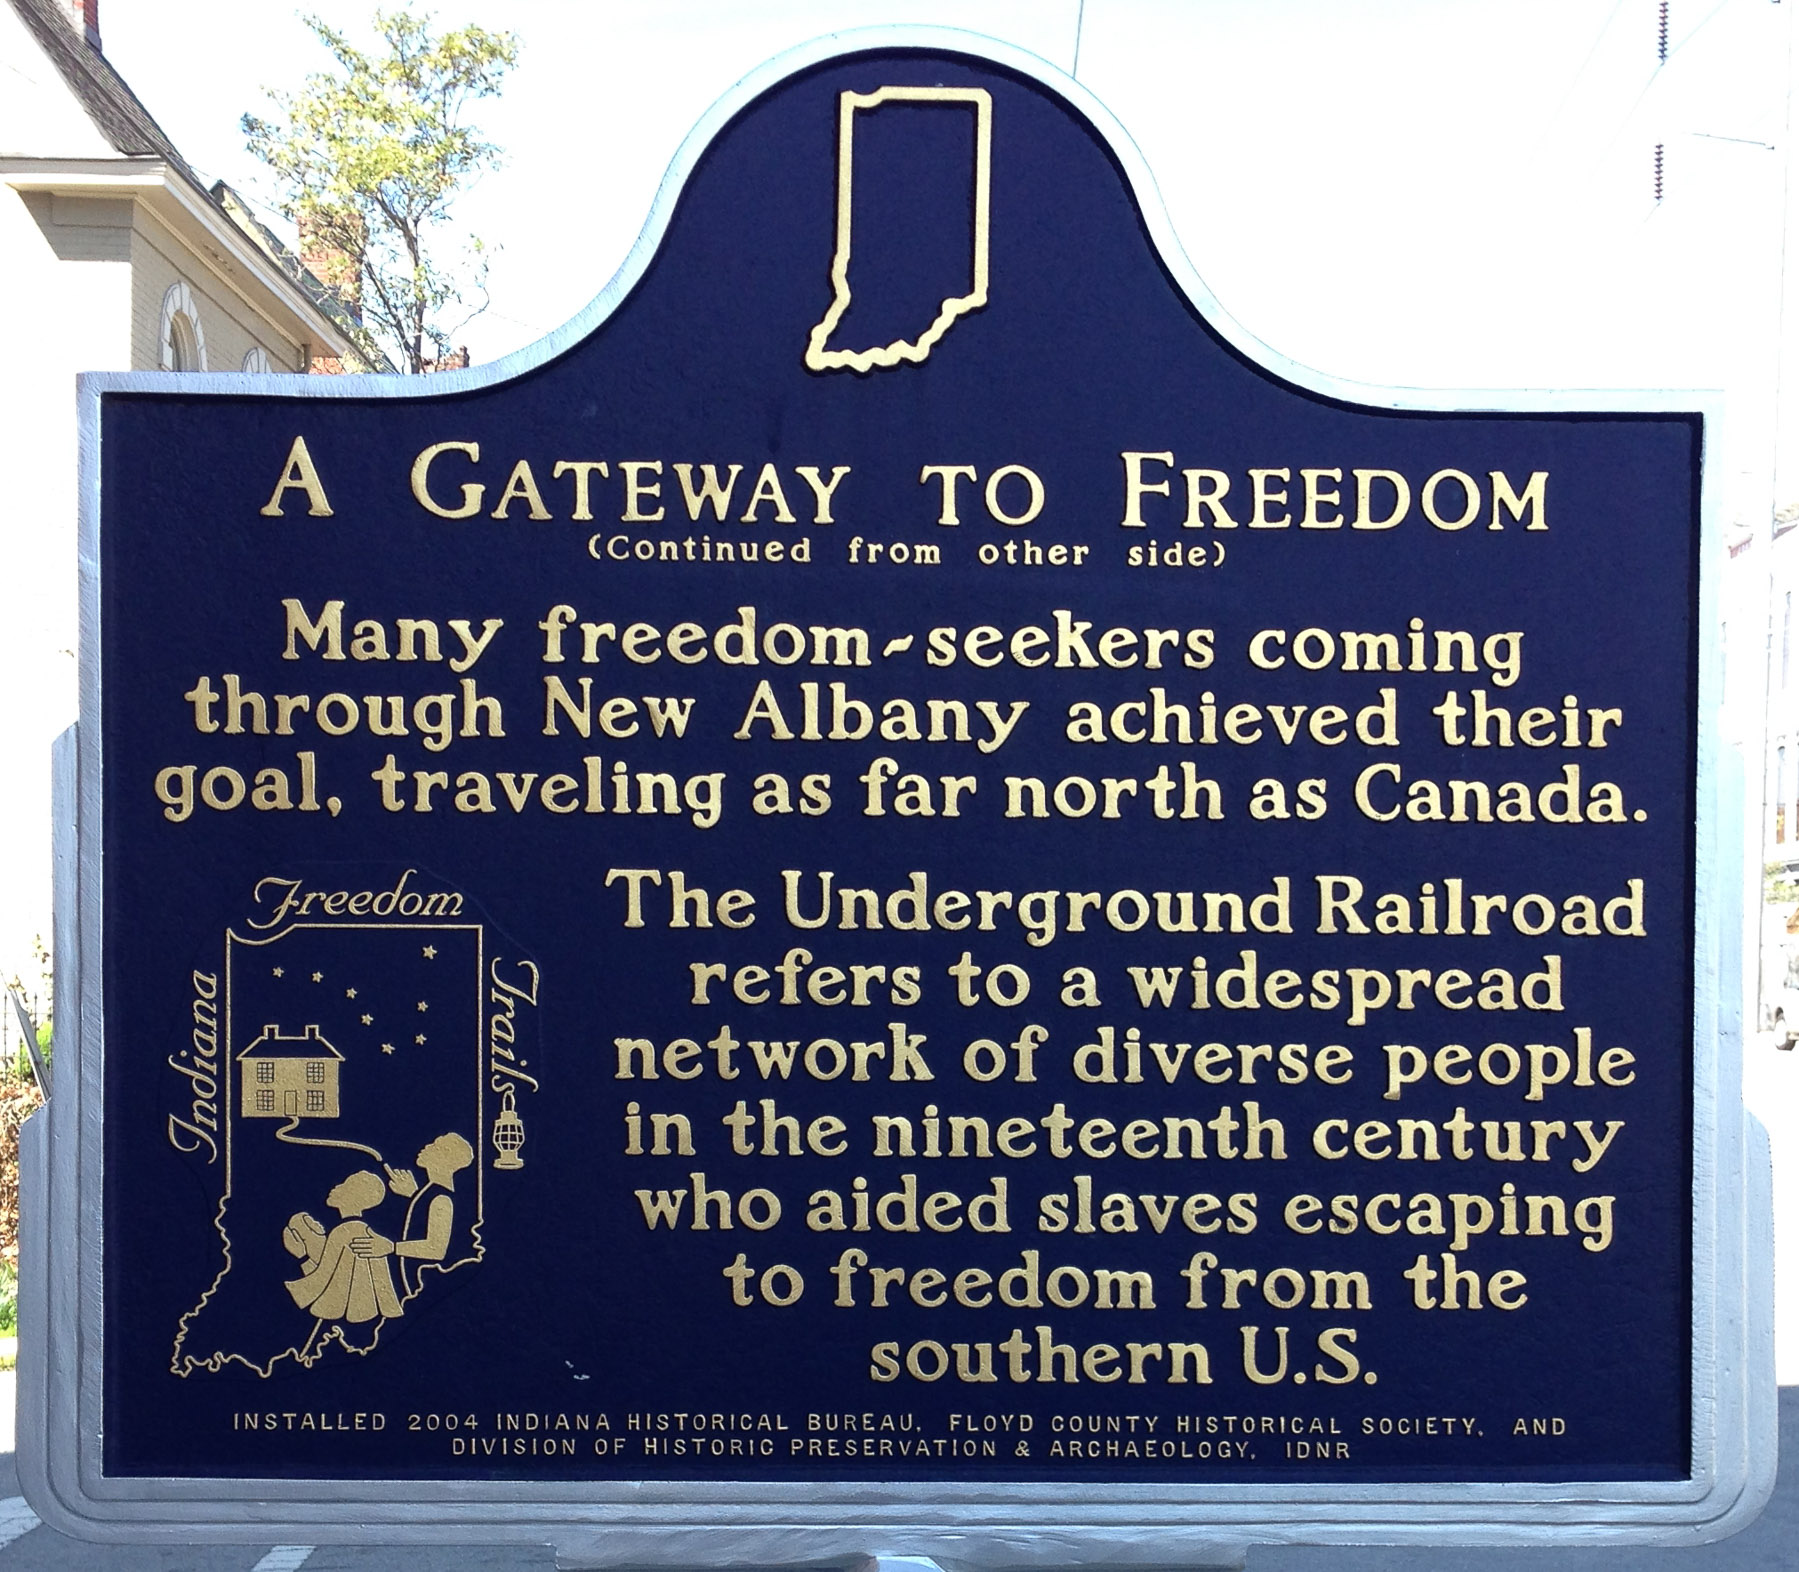 A GATEWAY TO FREEDOM
(Continued from other side)
Many freedom-seekers coming
through New Albany achieved their
goal, traveling as far north as Canada.
Freedom
Indiana
Trails
The Underground Railroad
refers to a widespread
network of diverse people
in the nineteenth century
who aided slaves escaping
to freedom from the
southern U.S.
INSTALLED 2004 INDIANA HISTORICAL BUREAU, FLOYD COUNTY HISTORICAL SOCIETY, AND
DIVISION OF HISTORIC PRESERVATION & ARCHAEOLOGY, IDNR